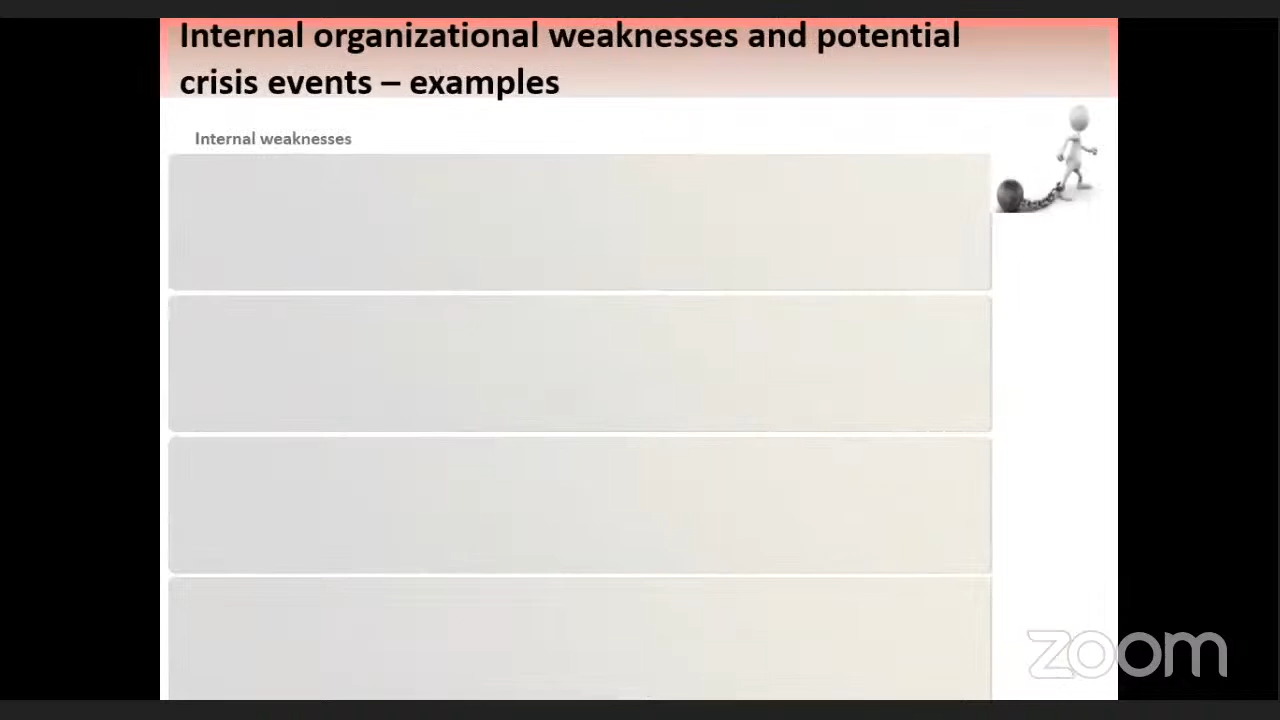 Internal organizational weaknesses and potential
crisis events – examples
Internal weaknesses
zoom